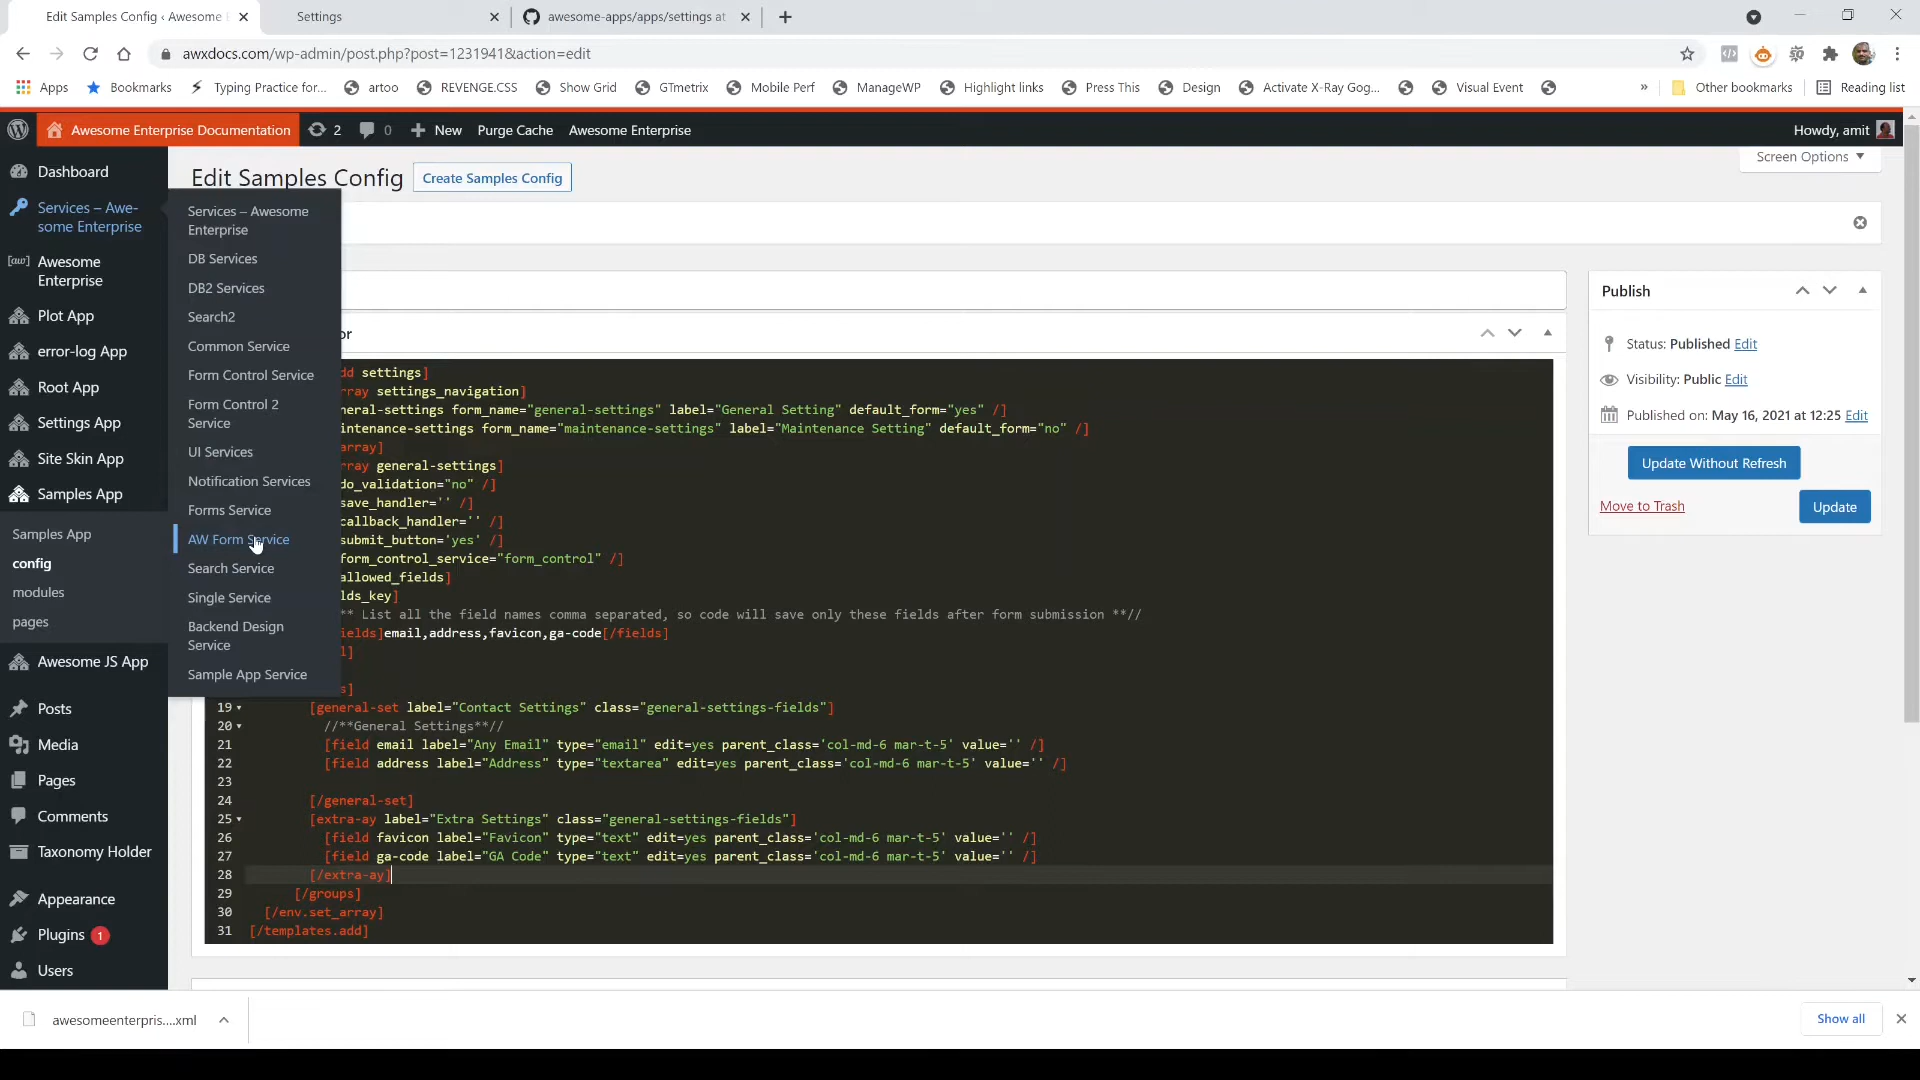 Edit Samples Config ‹ Awesome E
Settings
awesome-apps/apps/settings at
awxdocs.com/wp-admin/post.php?post=1231941&action=edit
Apps
Bookmarks
Typing Practice for...
artoo
REVENGE.CSS
Show Grid
GTmetrix
Mobile Perf
ManageWP
Highlight links
Press This
Design
Activate X-Ray Gog...
Visual Event
»
Other bookmarks
Reading list
Awesome Enterprise Documentation
2
0
New
Purge Cache
Awesome Enterprise
Howdy, amit
Screen Options
Dashboard
Services – Awe-
some Enterprise
[aw]
Awesome
Enterprise
Plot App
error-log App
Root App
Settings App
Site Skin App
Samples App
Samples App
config
modules
pages
Awesome JS App
Posts
Media
Pages
Comments
Taxonomy Holder
Appearance
Plugins 1
Users
Services – Awesome
Enterprise
DB Services
DB2 Services
Search2
Common Service
Form Control Service
Form Control 2
Service
UI Services
Notification Services
Forms Service
AW Form Service
Search Service
Single Service
Backend Design
Service
Sample App Service
Edit Samples Config
Create Samples Config
or
dd settings]
rray settings_navigation]
neral-settings form_name="general-settings" label="General Setting" default_form="yes" /]
intenance-settings form_name="maintenance-settings" label="Maintenance Setting" default_form="no" /]
array]
rray general-settings]
do_validation="no" /]
save_handler='' /]
callback_handler='' /]
submit_button='yes' /]
form_control_service="form_control" /]
allowed_fields]
lds_key]
** List all the field names comma separated, so code will save only these fields after form submission **//
ields]email,address,favicon,ga-code[/fields]
l]
s]
19 [general-set label="Contact Settings" class="general-settings-fields"]
20 //**General Settings**//
21 [field email label="Any Email" type="email" edit=yes parent_class='col-md-6 mar-t-5' value='' /]
22 [field address label="Address" type="textarea" edit=yes parent_class='col-md-6 mar-t-5' value='' /]
23
24 [/general-set]
25 [extra-ay label="Extra Settings" class="general-settings-fields"]
26 [field favicon label="Favicon" type="text" edit=yes parent_class='col-md-6 mar-t-5' value='' /]
27 [field ga-code label="GA Code" type="text" edit=yes parent_class='col-md-6 mar-t-5' value='' /]
28 [/extra-ay]
29 [/groups]
30 [/env.set_array]
31 [/templates.add]
Publish
Status: Published Edit
Visibility: Public Edit
Published on: May 16, 2021 at 12:25 Edit
Update Without Refresh
Move to Trash
Update
awesomeenterpris....xml
Show all